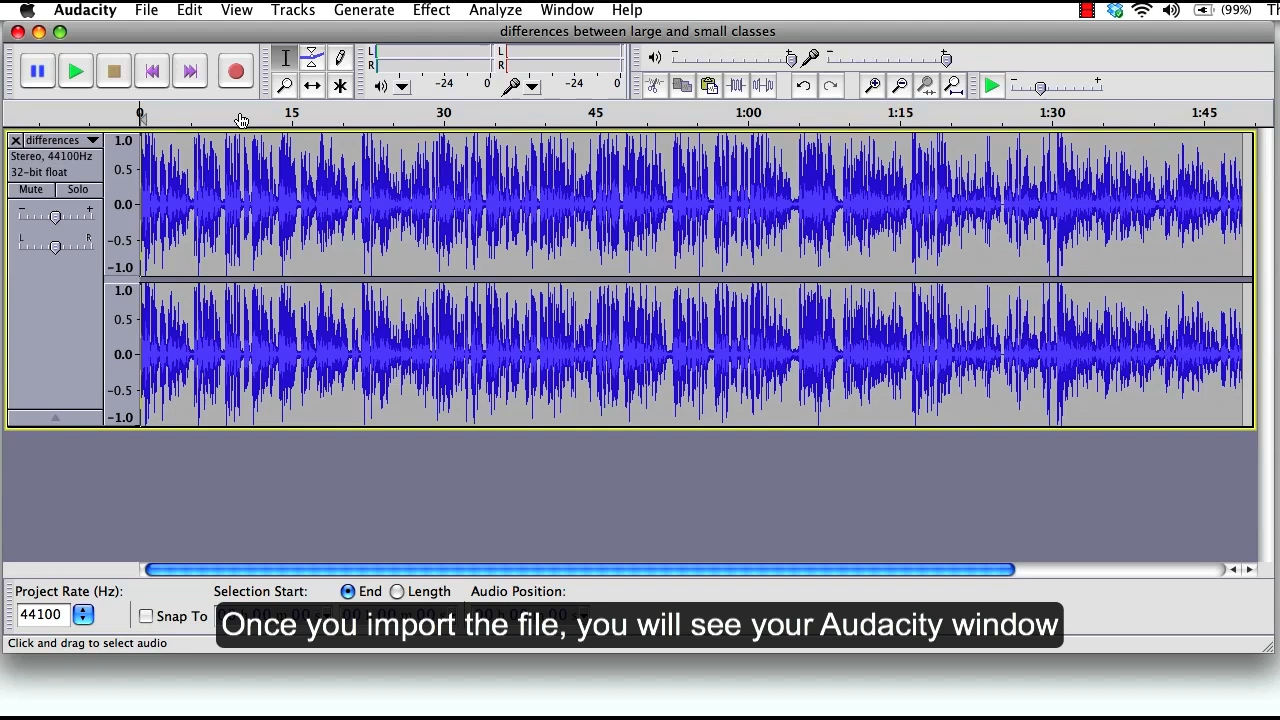 Audacity File Edit View Tracks Generate Effect Analyze Window Help (99%) Th
differences between large and small classes
L
R
L
R
-24 0 -24 0
0 15 30 45 1:00 1:15 1:30 1:45
differences
Stereo, 44100Hz
32-bit float
Mute Solo
L R
1.0
0.5
0.0
-0.5
-1.0
1.0
0.5
0.0
-0.5
-1.0
Project Rate (Hz): Selection Start: End Length Audio Position:
44100 Snap To
Once you import the file, you will see your Audacity window
Click and drag to select audio